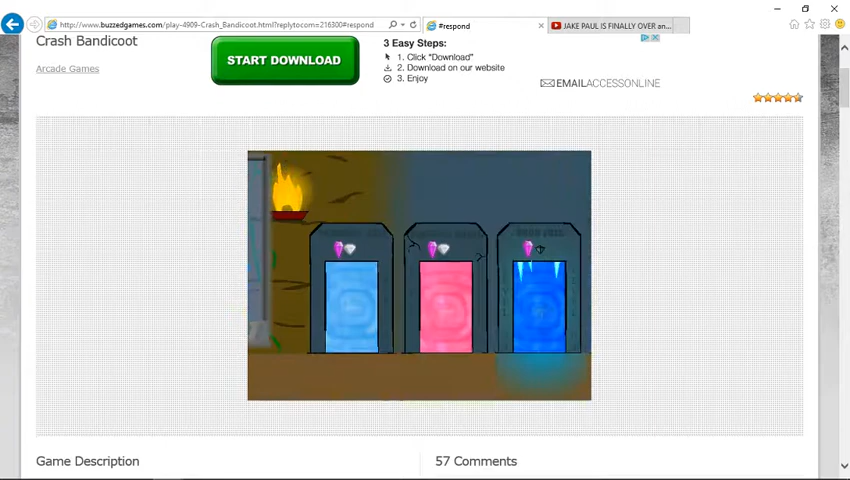 http://www.buzzedgames.com/play-4909-Crash_Bandicoot.html?replytocom=216300#respond
#respond
JAKE PAUL IS FINALLY OVER an...
Crash Bandicoot
Arcade Games
START DOWNLOAD
3 Easy Steps:
1. Click "Download"
2. Download on our website
3. Enjoy
EMAILACCESSONLINE
Game Description
57 Comments